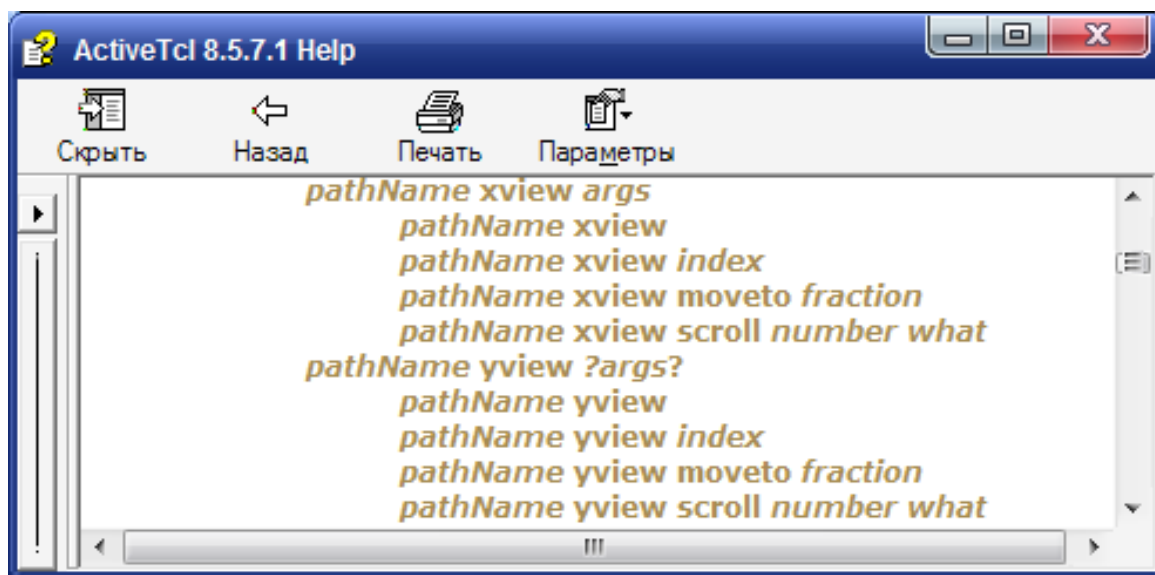 ActiveTcl 8.5.7.1 Help
Скрыть Назад Печать Параметры
pathName xview args
pathName xview
pathName xview index
pathName xview moveto fraction
pathName xview scroll number what
pathName yview ?args?
pathName yview
pathName yview index
pathName yview moveto fraction
pathName yview scroll number what